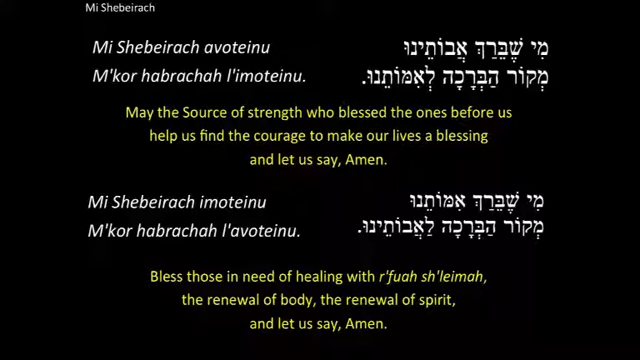 Mi Shebeirach
Mi Shebeirach avoteinu
מִי שֶׁבֵּרַךְ אֲבוֹתֵינוּ
M'kor habrachah l'imoteinu.
מְקוֹר הַבְּרָכָה לְאִמּוֹתֵנוּ.
May the Source of strength who blessed the ones before us
help us find the courage to make our lives a blessing
and let us say, Amen.
Mi Shebeirach imoteinu
מִי שֶׁבֵּרַךְ אִמּוֹתֵנוּ
M'kor habrachah l'avoteinu.
מְקוֹר הַבְּרָכָה לַאֲבוֹתֵינוּ.
Bless those in need of healing with r'fuah sh'leimah,
the renewal of body, the renewal of spirit,
and let us say, Amen.